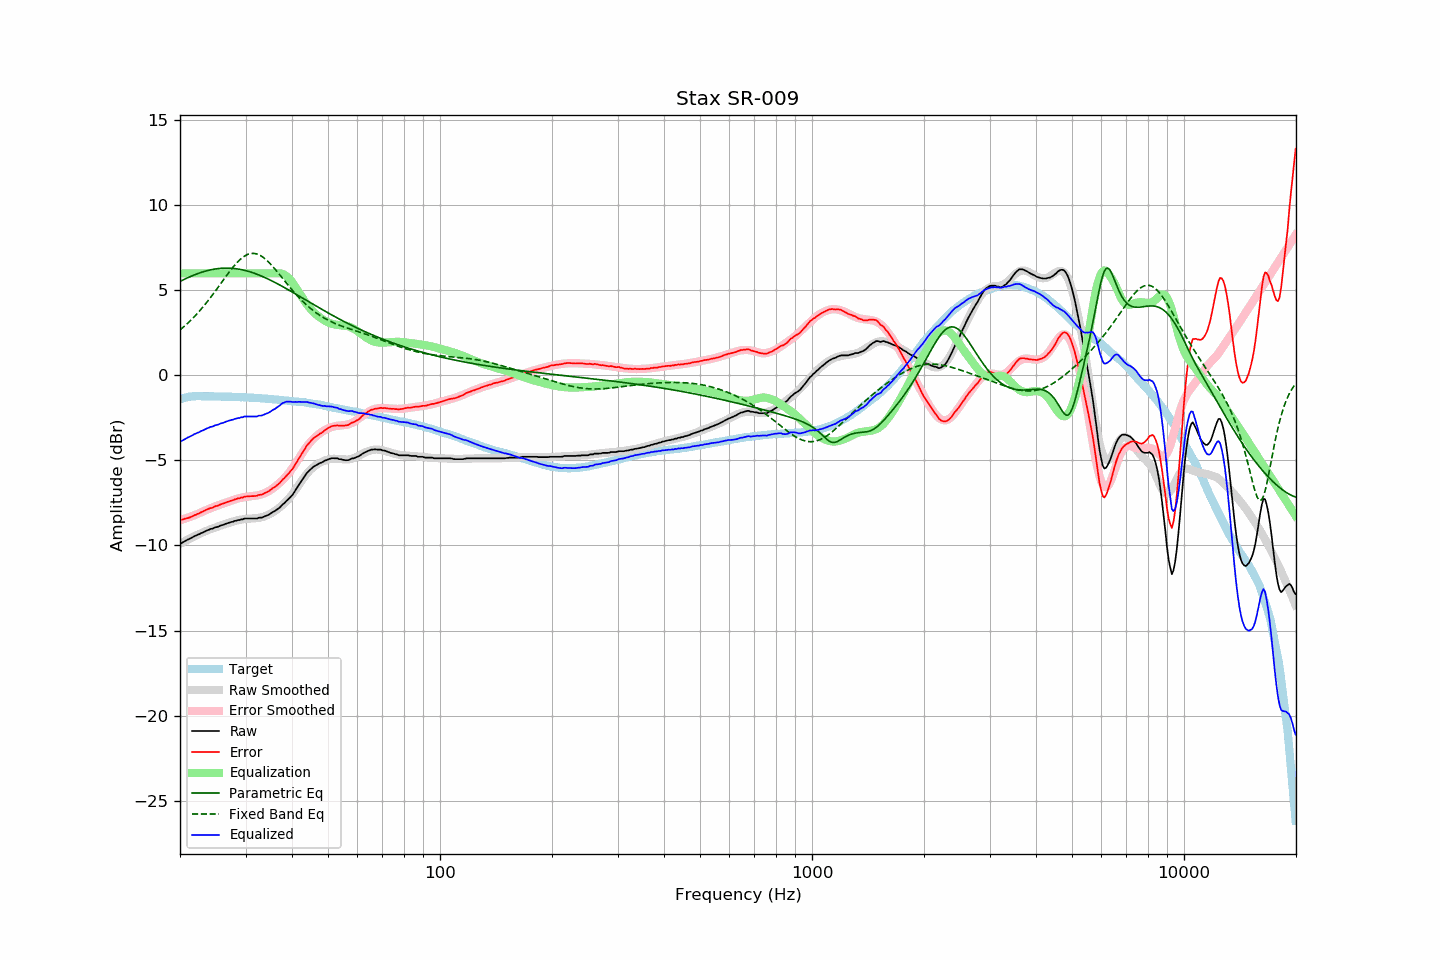 Stax SR-009
Amplitude (dBr)
15
10
5
0
−5
−10
−15
−20
−25
Target
Raw Smoothed
Error Smoothed
Raw
Error
Equalization
Parametric Eq
Fixed Band Eq
Equalized
100 1000 10000
Frequency (Hz)